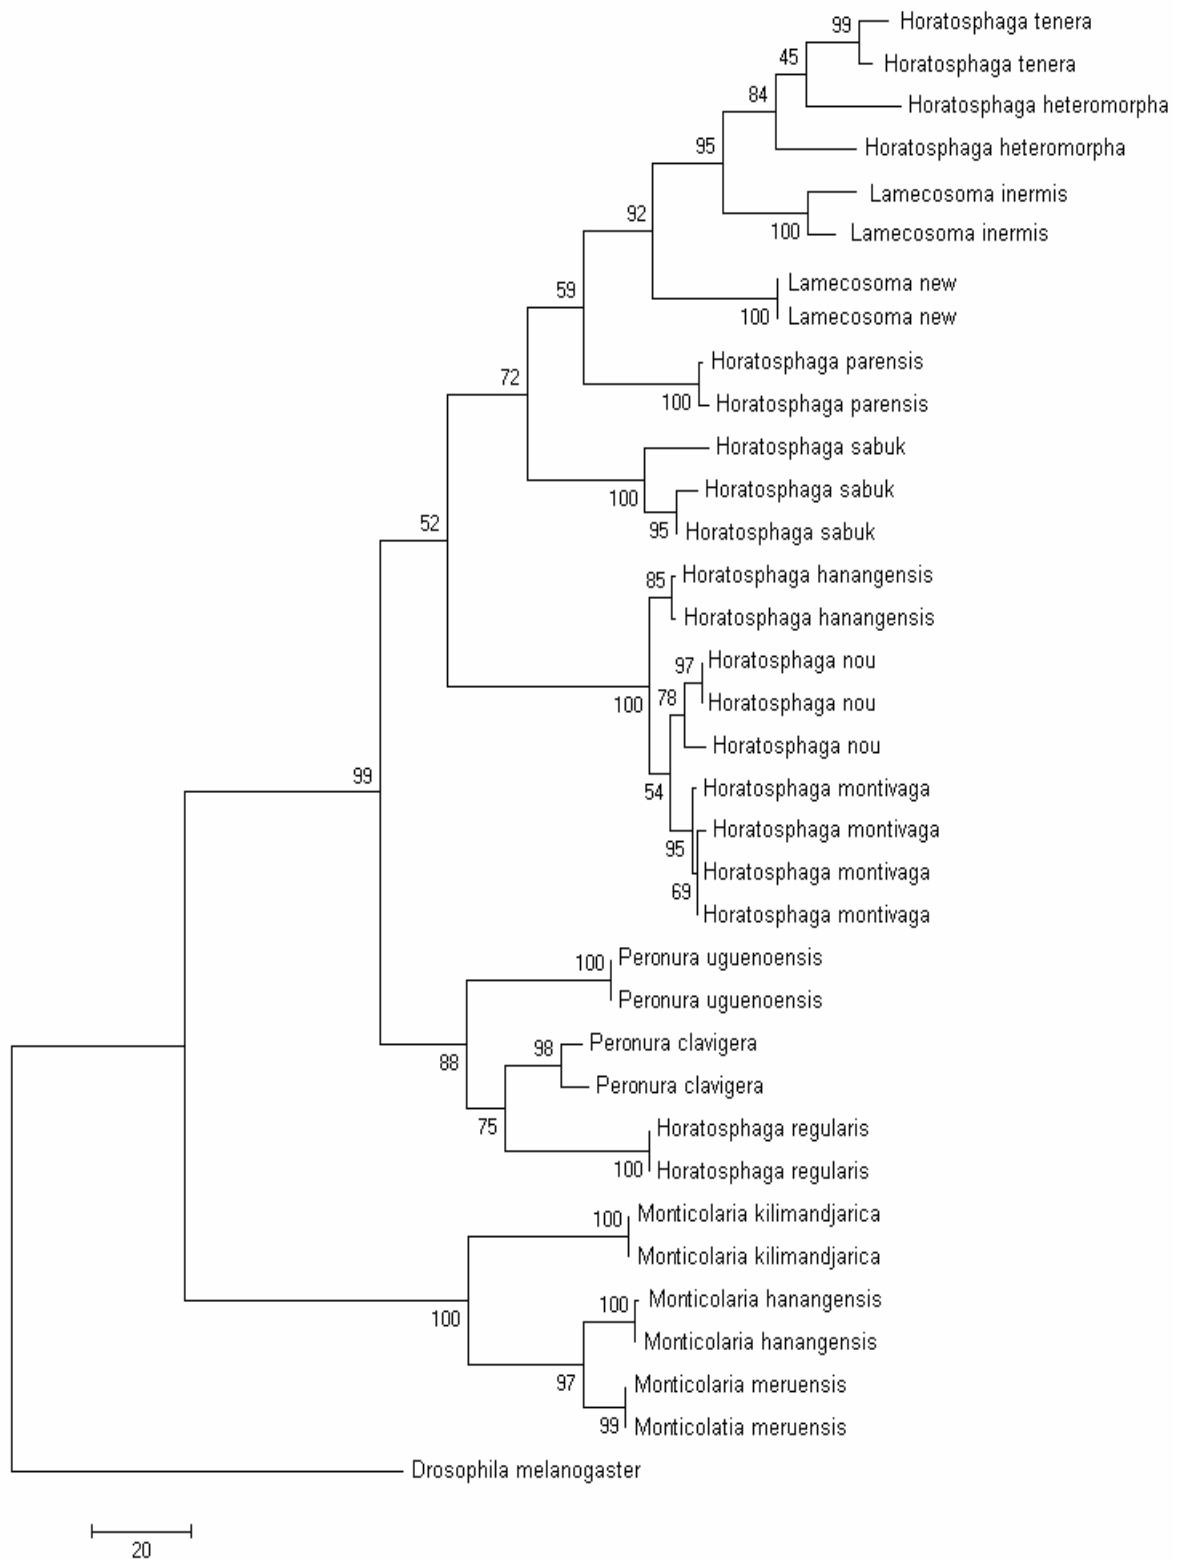 99 Horatosphaga tenera
45
Horatosphaga tenera
84
Horatosphaga heteromorpha
95 Horatosphaga heteromorpha
Lamecosoma inermis
92
100 Lamecosoma inermis
59
Lamecosoma new
100 Lamecosoma new
72
Horatosphaga parensis
100 Horatosphaga parensis
Horatosphaga sabuk
100 Horatosphaga sabuk
52
95 Horatosphaga sabuk
85 Horatosphaga hanangensis
Horatosphaga hanangensis
97 Horatosphaga nou
100 78 Horatosphaga nou
Horatosphaga nou
99
54 Horatosphaga montivaga
Horatosphaga montivaga
95
Horatosphaga montivaga
69
Horatosphaga montivaga
100 Peronura uguenoensis
Peronura uguenoensis
98 Peronura clavigera
88
Peronura clavigera
75 Horatosphaga regularis
100 Horatosphaga regularis
100 Monticolaria kilimandjarica
Monticolaria kilimandjarica
100 Monticolaria hanangensis
100
Monticolaria hanangensis
97 Monticolaria meruensis
99 Monticolatia meruensis
Drosophila melanogaster
20